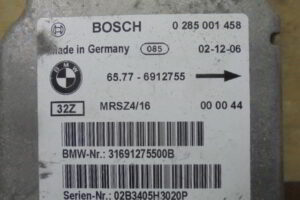 BOSCH 0 285 001 458
Made in Germany 085 02-12-06
BMW 65.77 - 6912755
32Z MRSZ4/16 00 00 44
BMW-Nr.: 31691275500B
Serien-Nr: 02B3405H3020P